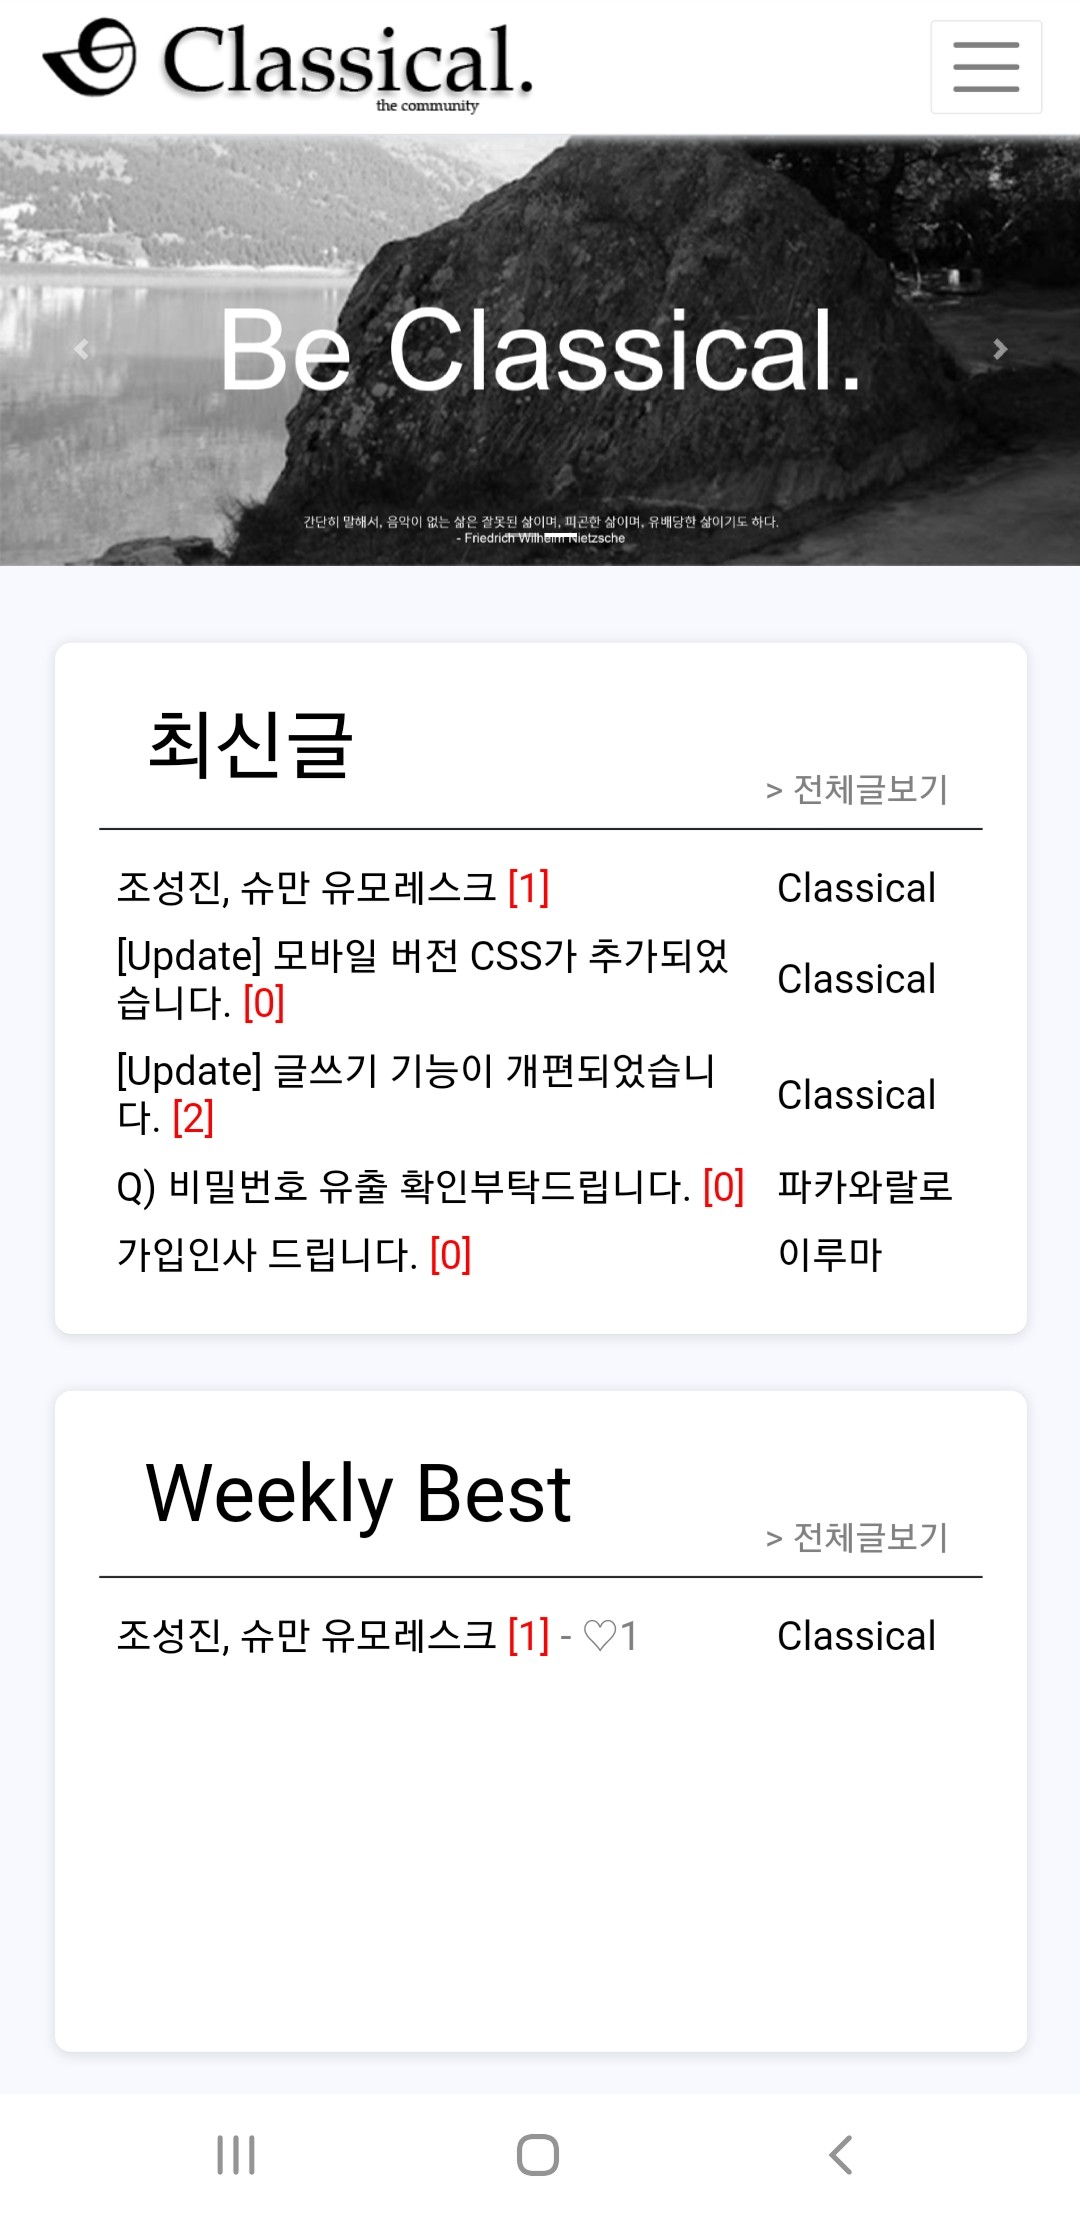 Classical.
the community
Be Classical.
간단히 말해서, 음악이 없는 삶은 잘못된 삶이며, 피곤한 삶이며, 유배당한 삶이기도 하다.
- Friedrich Wilhelm Nietzsche
최신글
> 전체글보기
조성진, 슈만 유모레스크 [1] Classical
[Update] 모바일 버전 CSS가 추가되었
습니다. [0] Classical
[Update] 글쓰기 기능이 개편되었습니
다. [2] Classical
Q) 비밀번호 유출 확인부탁드립니다. [0] 파카와랄로
가입인사 드립니다. [0] 이루마
Weekly Best
> 전체글보기
조성진, 슈만 유모레스크 [1] - ♡1 Classical